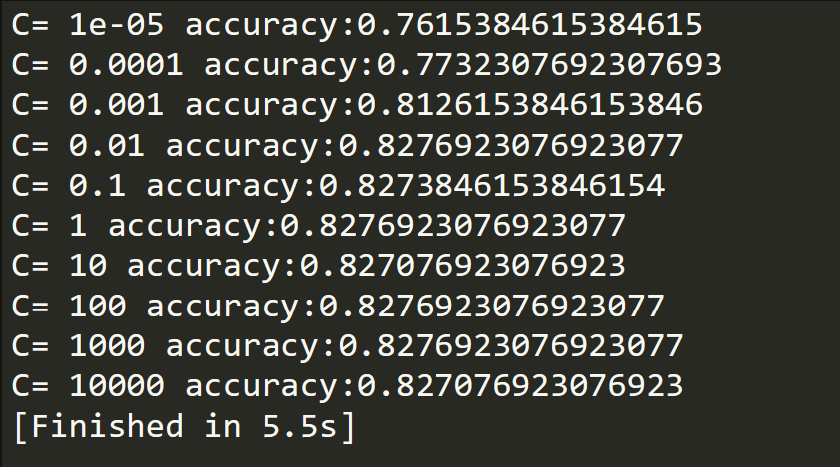 C= 1e-05 accuracy:0.7615384615384615
C= 0.0001 accuracy:0.7732307692307693
C= 0.001 accuracy:0.8126153846153846
C= 0.01 accuracy:0.8276923076923077
C= 0.1 accuracy:0.8273846153846154
C= 1 accuracy:0.8276923076923077
C= 10 accuracy:0.827076923076923
C= 100 accuracy:0.8276923076923077
C= 1000 accuracy:0.8276923076923077
C= 10000 accuracy:0.827076923076923
[Finished in 5.5s]